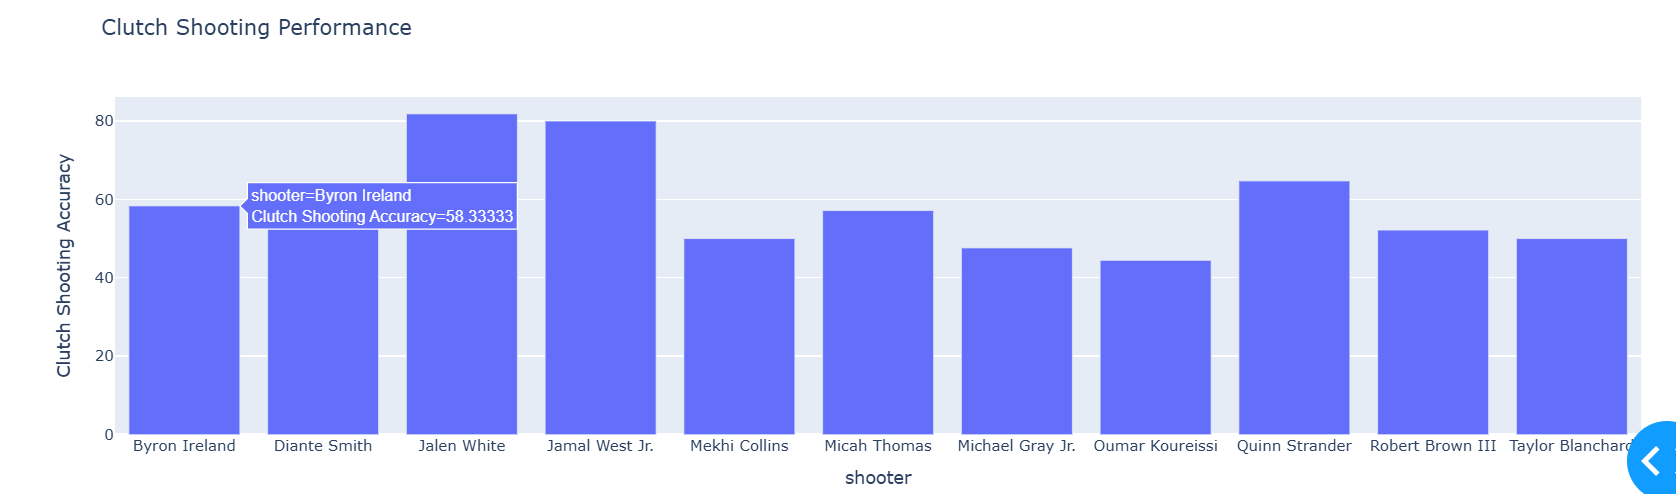 Clutch Shooting Performance
80
60
40
20
0
Clutch Shooting Accuracy
shooter=Byron Ireland
Clutch Shooting Accuracy=58.33333
Byron Ireland
Diante Smith
Jalen White
Jamal West Jr.
Mekhi Collins
Micah Thomas
Michael Gray Jr.
Oumar Koureissi
Quinn Strander
Robert Brown III
Taylor Blanchard
shooter